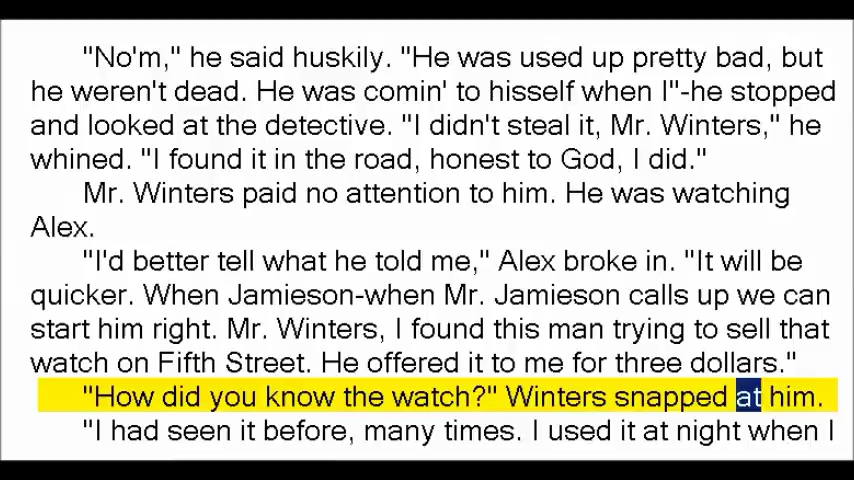 "No'm," he said huskily. "He was used up pretty bad, but
he weren't dead. He was comin' to hisself when I"-he stopped
and looked at the detective. "I didn't steal it, Mr. Winters," he
whined. "I found it in the road, honest to God, I did."
Mr. Winters paid no attention to him. He was watching
Alex.
"I'd better tell what he told me," Alex broke in. "It will be
quicker. When Jamieson-when Mr. Jamieson calls up we can
start him right. Mr. Winters, I found this man trying to sell that
watch on Fifth Street. He offered it to me for three dollars."
"How did you know the watch?" Winters snapped at him.
"I had seen it before, many times. I used it at night when I